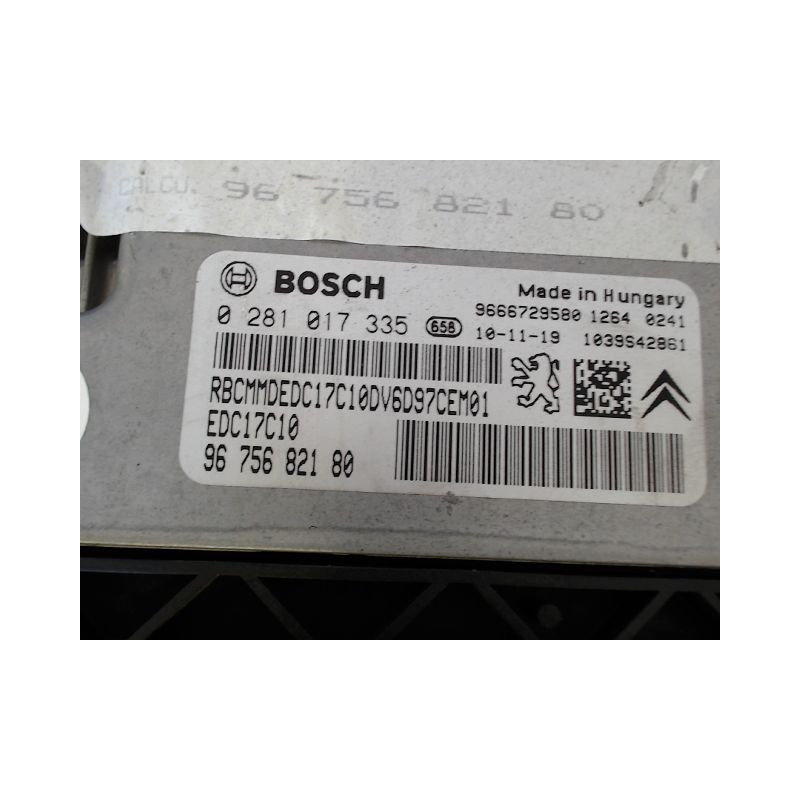 CALCU. 96 756 821 80
BOSCH
Made in Hungary
0 281 017 335 658
9666729580 1264 0241
10-11-19 1039S42861
RBCMMDEDC17C10DV6D97CEM01
EDC17C10
96 756 821 80